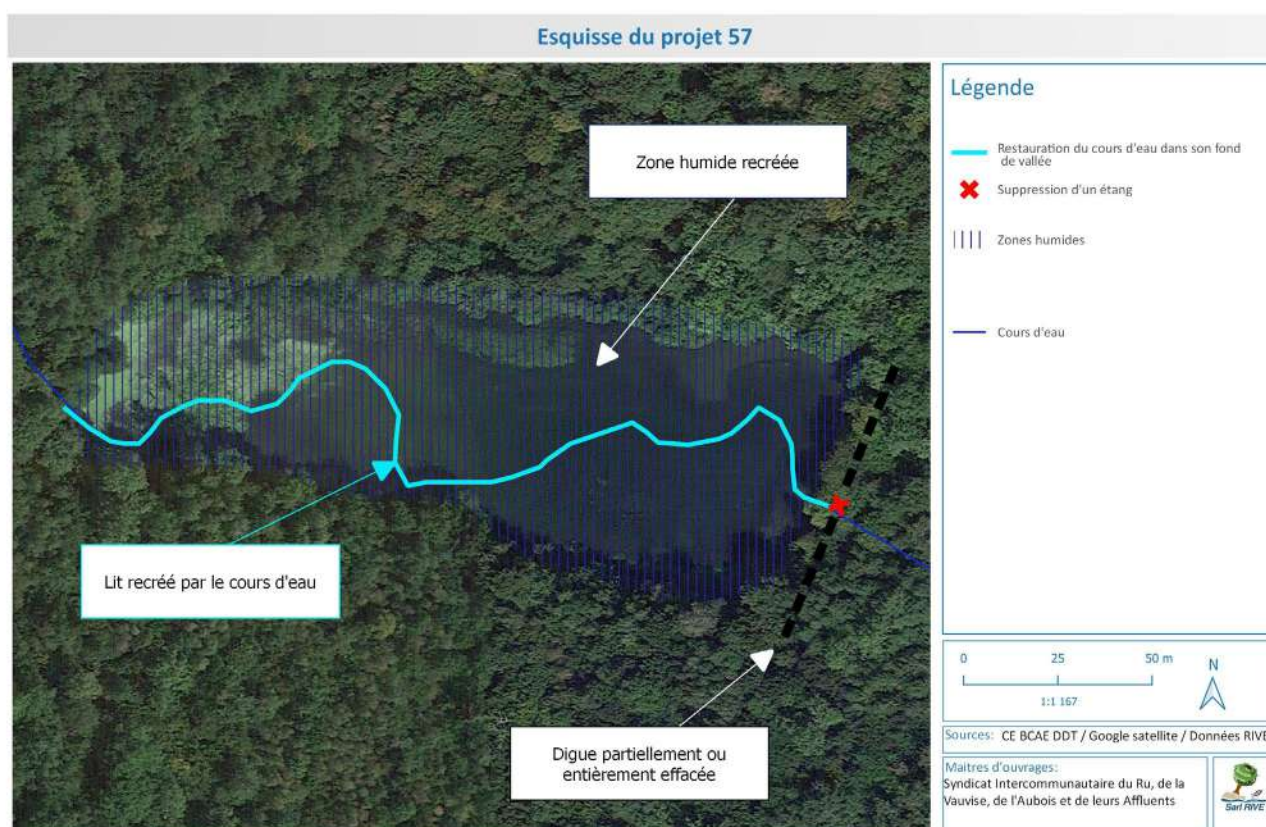 Esquisse du projet 57
Zone humide recréée
Lit recréé par le cours d'eau
Digue partiellement ou
entièrement effacée
Légende
Restauration du cours d'eau dans son fond
de vallée
Suppression d'un étang
Zones humides
Cours d'eau
0 25 50 m
N
1:1 167
Sources: CE BCAE DDT / Google satellite / Données RIVE
Maitres d'ouvrages:
Syndicat Intercommunautaire du Ru, de la
Vauvise, de l'Aubois et de leurs Affluents
Sarl RIVE